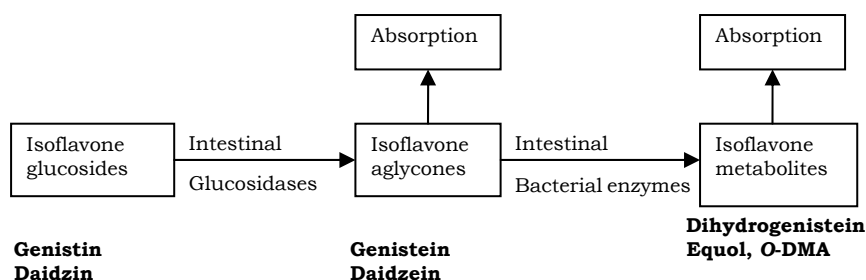 Absorption
Absorption
Isoflavone
glucosides
Intestinal
Glucosidases
Isoflavone
aglycones
Intestinal
Bacterial enzymes
Isoflavone
metabolites
Genistin
Daidzin
Genistein
Daidzein
Dihydrogenistein
Equol, O-DMA